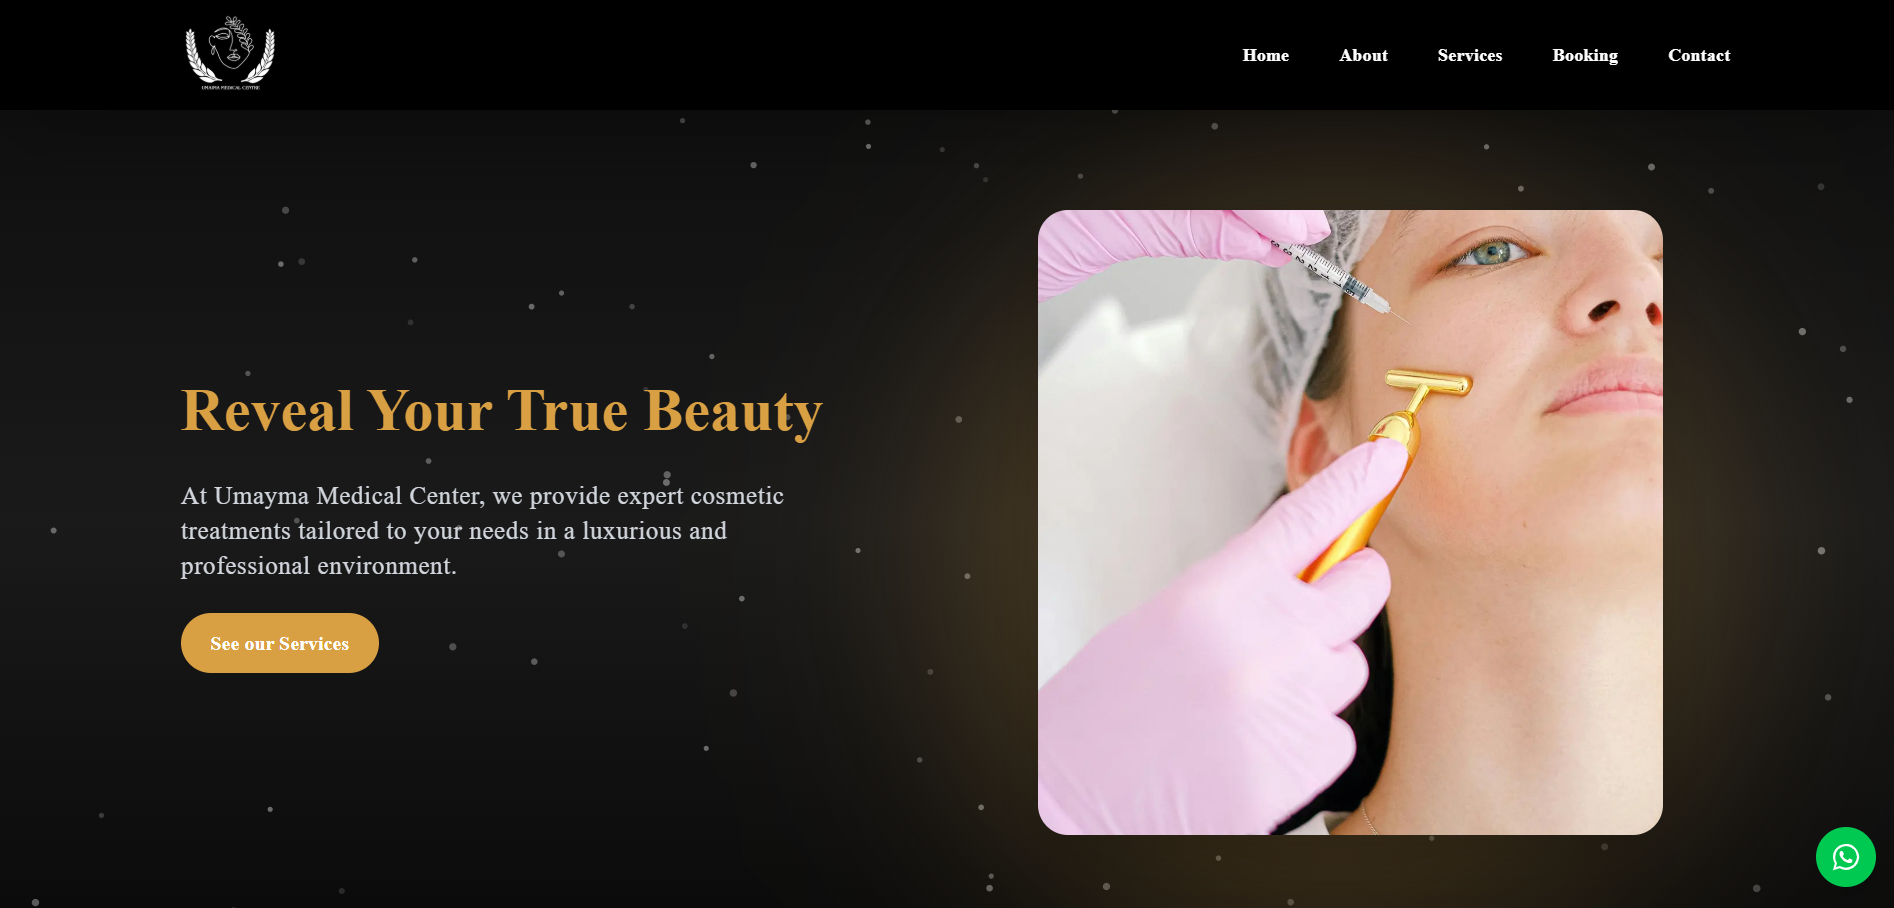 UMAIMA MEDICAL CENTRE
Home About Services Booking Contact
Reveal Your True Beauty
At Umayma Medical Center, we provide expert cosmetic
treatments tailored to your needs in a luxurious and
professional environment.
See our Services